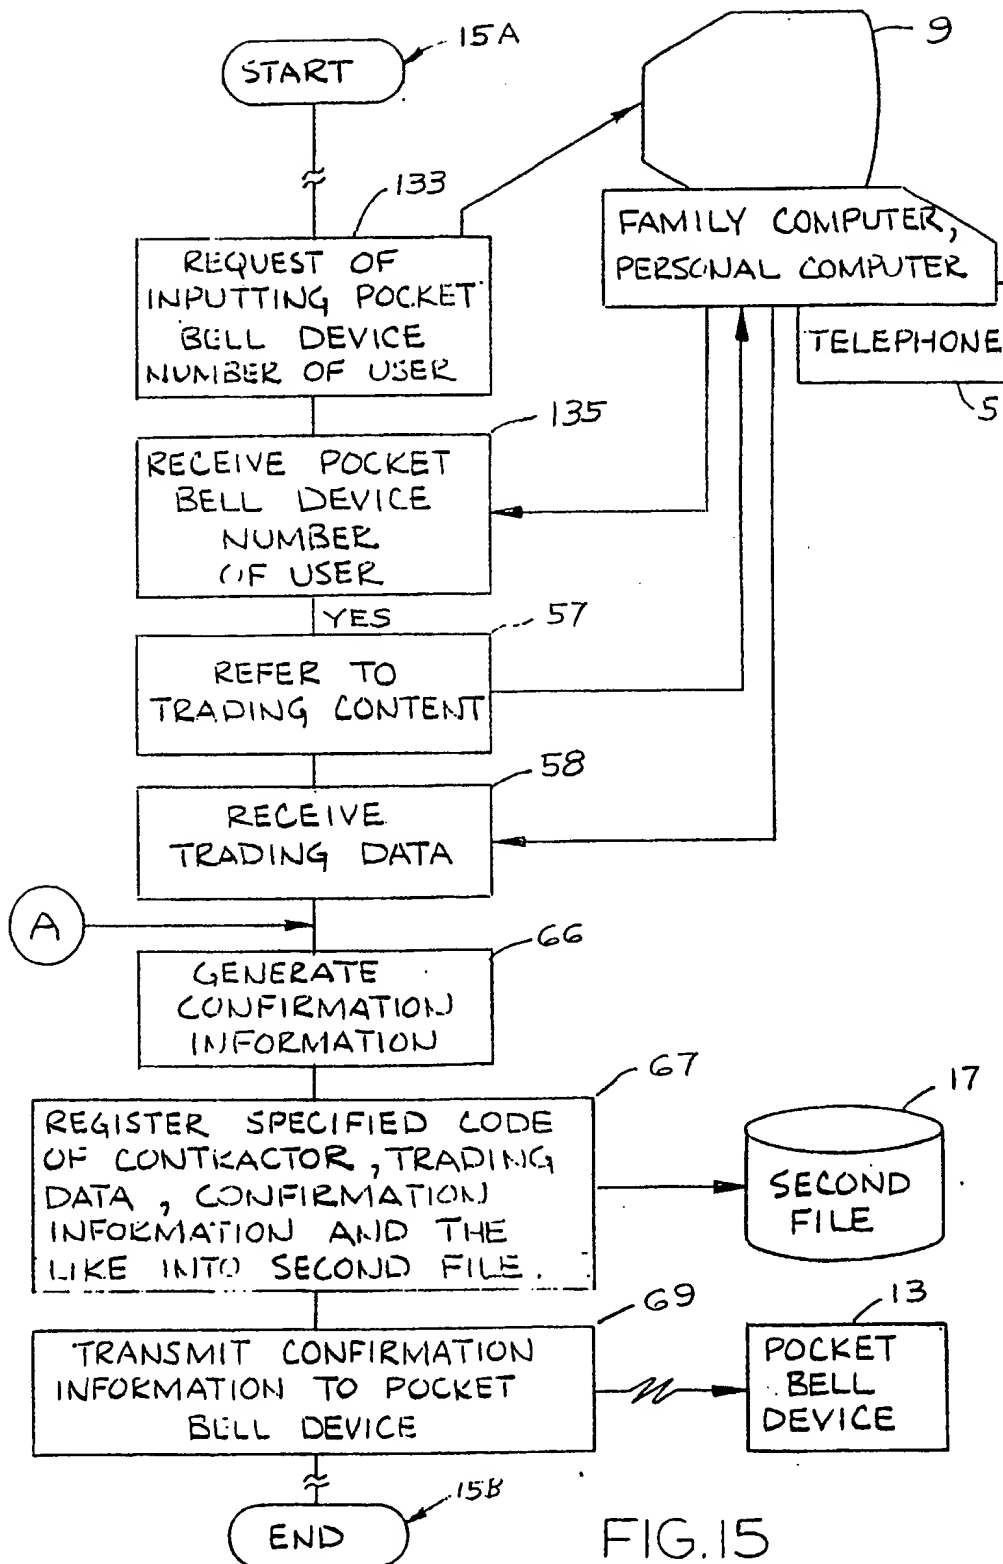 START
15A
9
133
REQUEST OF
INPUTTING POCKET
BELL DEVICE
NUMBER OF USER
FAMILY COMPUTER,
PERSONAL COMPUTER
TELEPHONE
5
135
RECEIVE POCKET
BELL DEVICE
NUMBER
OF USER
YES
57
REFER TO
TRADING CONTENT
58
RECEIVE
TRADING DATA
A
66
GENERATE
CONFIRMATION
INFORMATION
67
REGISTER SPECIFIED CODE
OF CONTRACTOR, TRADING
DATA, CONFIRMATION
INFORMATION AND THE
LIKE INTO SECOND FILE.
17
SECOND
FILE
69
TRANSMIT CONFIRMATION
INFORMATION TO POCKET
BELL DEVICE
13
POCKET
BELL
DEVICE
15B
END
FIG.15